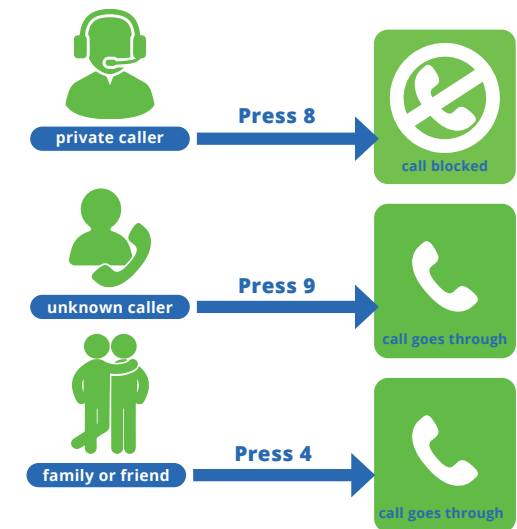 Press 8
private caller
call blocked
Press 9
unknown caller
call goes through
Press 4
family or friend
call goes through